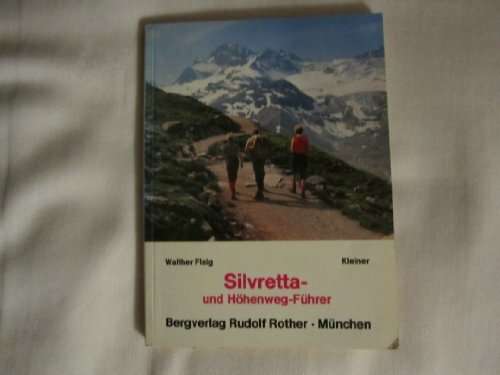 Walther Flaig
Kleiner
Silvretta-
und Höhenweg-Führer
Bergverlag Rudolf Rother · München